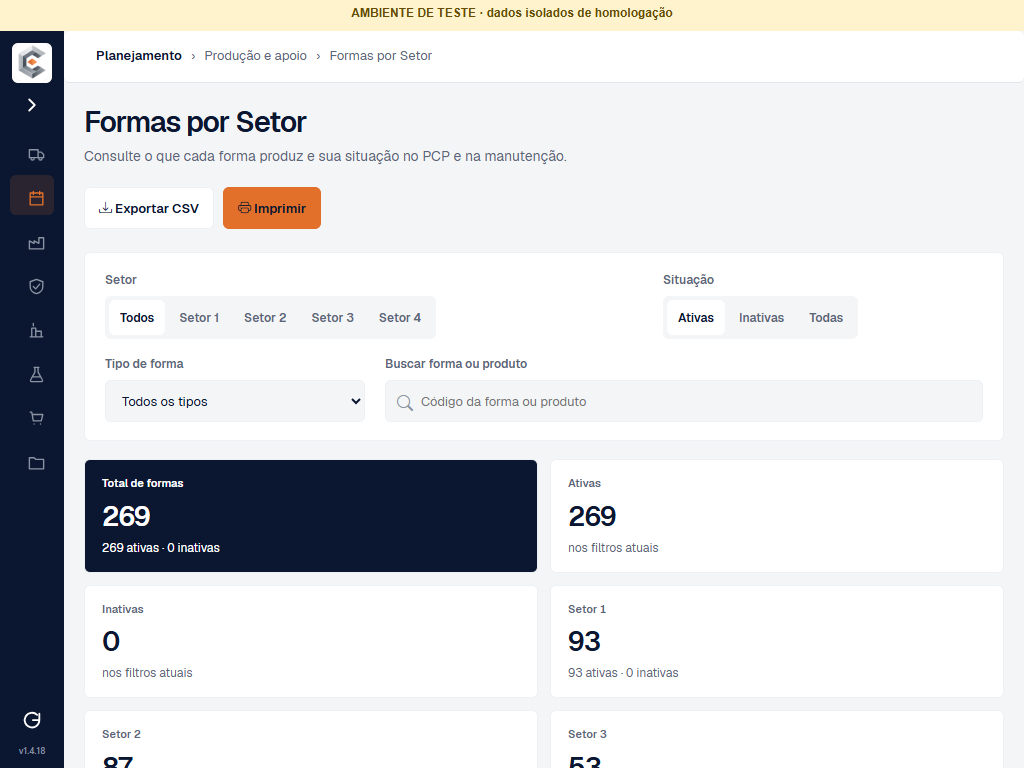 AMBIENTE DE TESTE · dados isolados de homologação
Planejamento › Produção e apoio › Formas por Setor
Formas por Setor
Consulte o que cada forma produz e sua situação no PCP e na manutenção.
Exportar CSV
Imprimir
Setor
Todos Setor 1 Setor 2 Setor 3 Setor 4
Situação
Ativas Inativas Todas
Tipo de forma
Todos os tipos
Buscar forma ou produto
Código da forma ou produto
Total de formas
269
269 ativas · 0 inativas
Ativas
269
nos filtros atuais
Inativas
0
nos filtros atuais
Setor 1
93
93 ativas · 0 inativas
Setor 2
87
Setor 3
53
v1.4.18